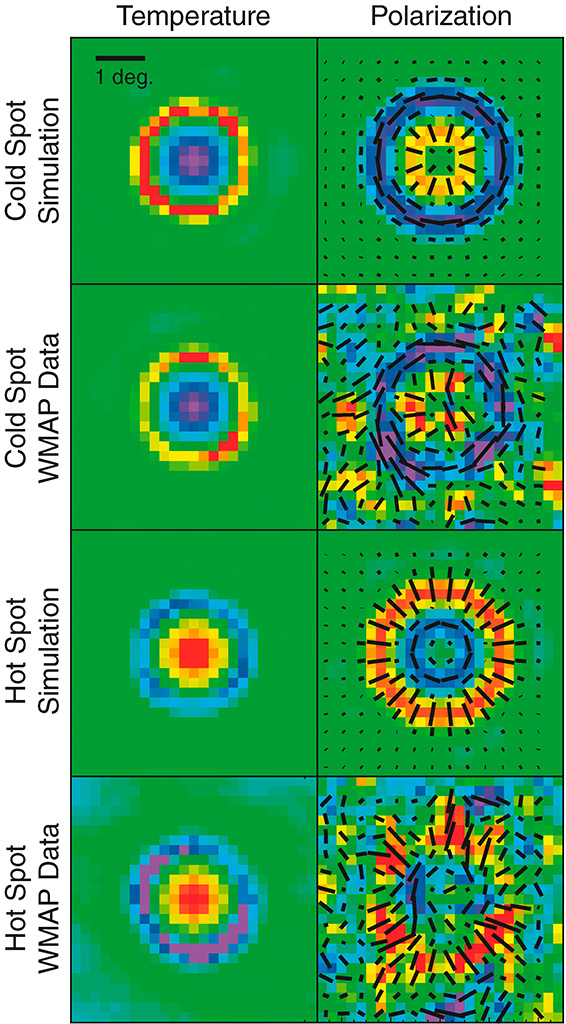 Temperature
Polarization
1 deg.
Cold Spot
Simulation
Cold Spot
WMAP Data
Hot Spot
Simulation
Hot Spot
WMAP Data